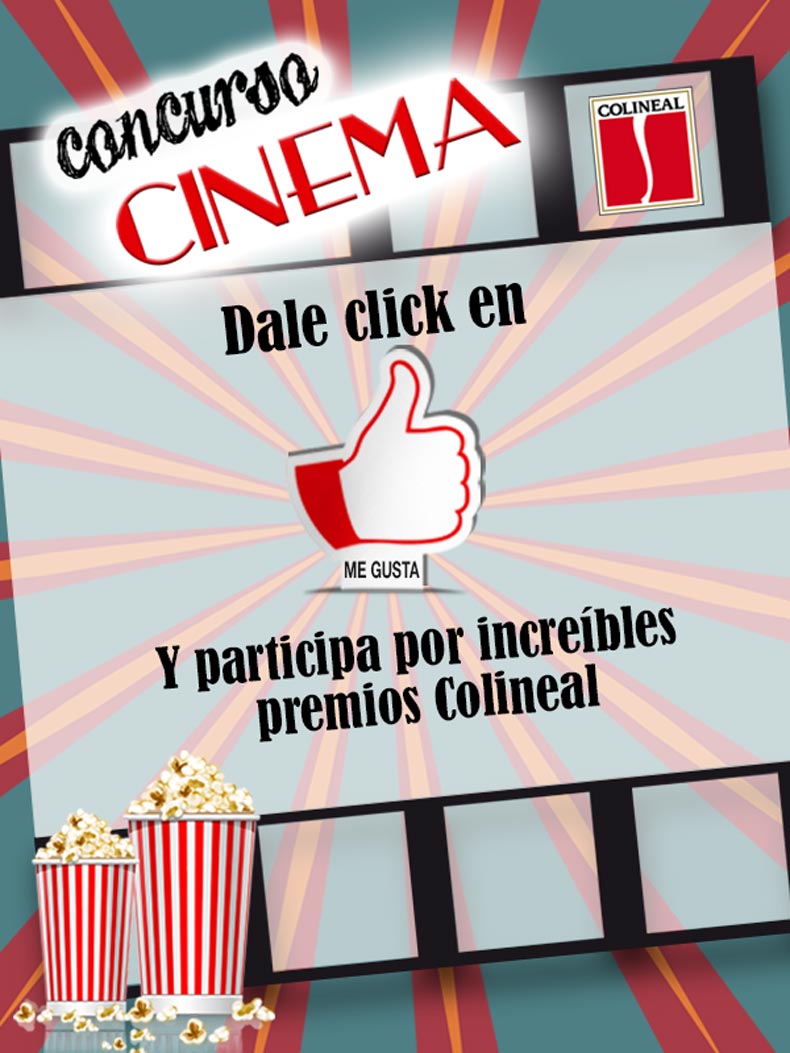 concurso
CINEMA
COLINEAL
Dale click en
ME GUSTA
Y participa por increíbles
premios Colineal